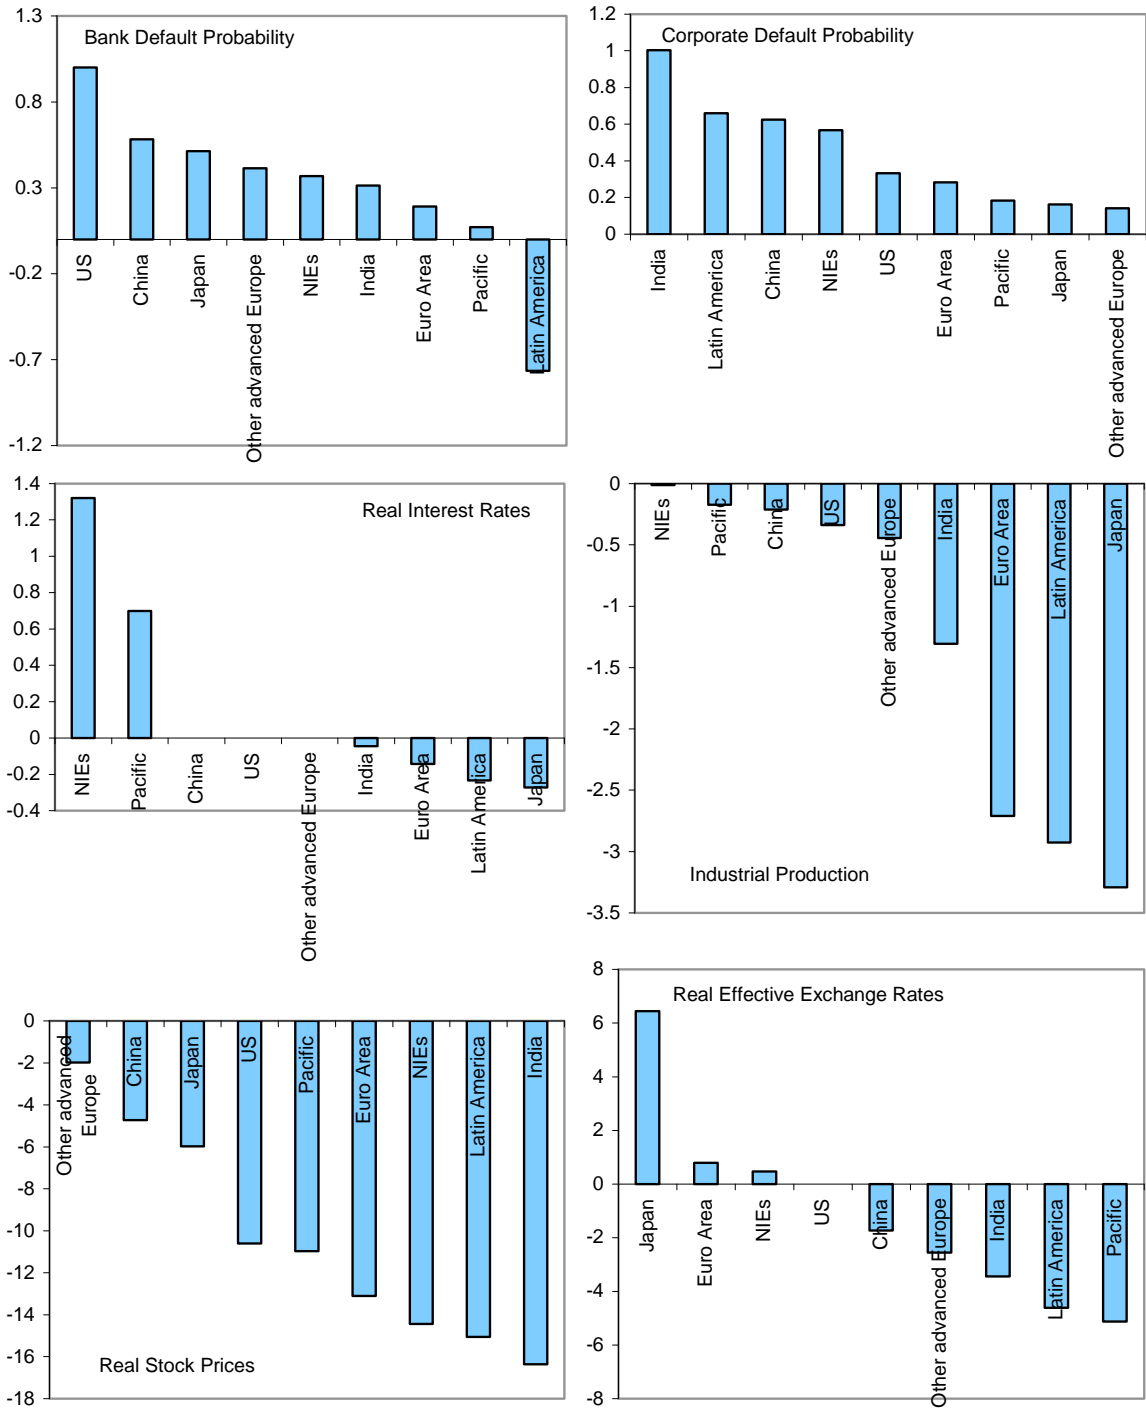 Bank Default Probability
1.3
0.8
0.3
-0.2
-0.7
-1.2
US
China
Japan
Other advanced Europe
NIEs
India
Euro Area
Pacific
Latin America
Corporate Default Probability
1.2
1
0.8
0.6
0.4
0.2
0
India
Latin America
China
NIEs
US
Euro Area
Pacific
Japan
Other advanced Europe
Real Interest Rates
1.4
1.2
1
0.8
0.6
0.4
0.2
0
-0.2
-0.4
NIEs
Pacific
China
US
Other advanced Europe
India
Euro Area
Latin America
Japan
0
-0.5
-1
-1.5
-2
-2.5
-3
-3.5
NIEs
Pacific
China
US
Other advanced Europe
India
Euro Area
Latin America
Japan
Industrial Production
0
-2
-4
-6
-8
-10
-12
-14
-16
-18
Other advanced
Europe
China
Japan
US
Pacific
Euro Area
NIEs
Latin America
India
Real Stock Prices
Real Effective Exchange Rates
8
6
4
2
0
-2
-4
-6
-8
Japan
Euro Area
NIEs
US
China
Other advanced Europe
India
Latin America
Pacific